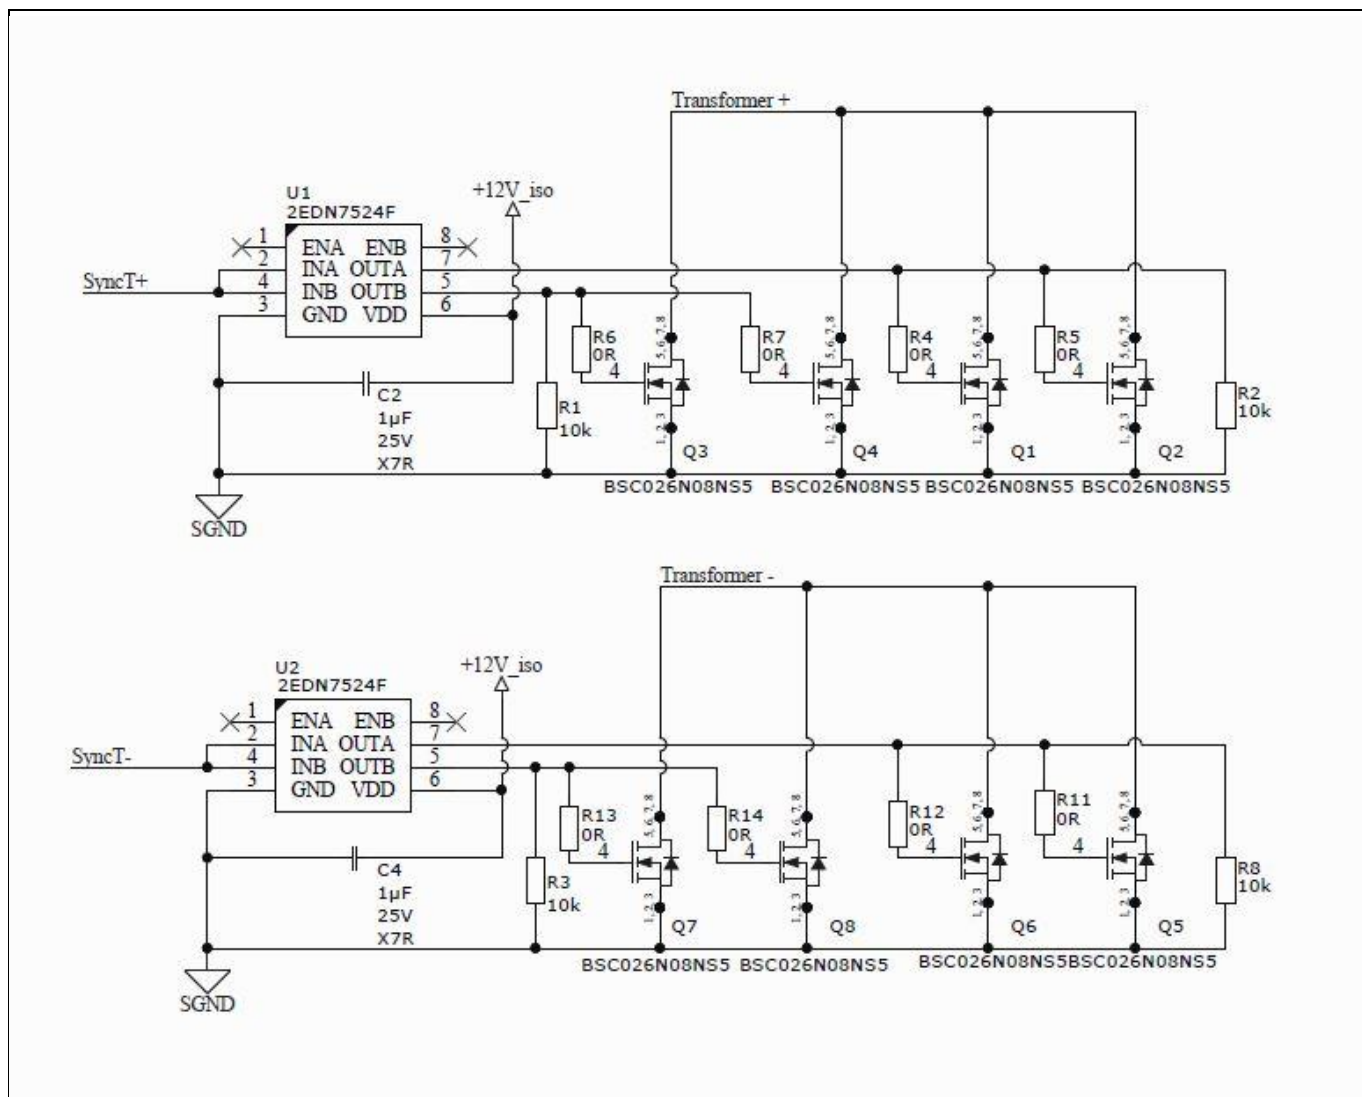 Transformer +
+12V_iso
U1
2EDN7524F
1 ENA ENB 8
2 INA OUTA 7
SyncT+
4 INB OUTB 5
3 GND VDD 6
5,6,7,8
5,6,7,8
5,6,7,8
5,6,7,8
R6
0R
4
R7
0R
4
R4
0R
4
R5
0R
4
C2
1µF
25V
X7R
R1
10k
R2
10k
1, 2, 3
1, 2, 3
1, 2, 3
1, 2, 3
Q3
Q4
Q1
Q2
BSC026N08NS5
BSC026N08NS5
BSC026N08NS5
BSC026N08NS5
SGND
Transformer -
+12V_iso
U2
2EDN7524F
1 ENA ENB 8
2 INA OUTA 7
SyncT-
4 INB OUTB 5
3 GND VDD 6
5,6,7,8
5,6,7,8
5,6,7,8
5,6,7,8
R13
0R
4
R14
0R
4
R12
0R
4
R11
0R
4
C4
1µF
25V
X7R
R3
10k
R8
10k
1, 2, 3
1, 2, 3
1, 2, 3
1, 2, 3
Q7
Q8
Q6
Q5
BSC026N08NS5
BSC026N08NS5
BSC026N08NS5
BSC026N08NS5
SGND